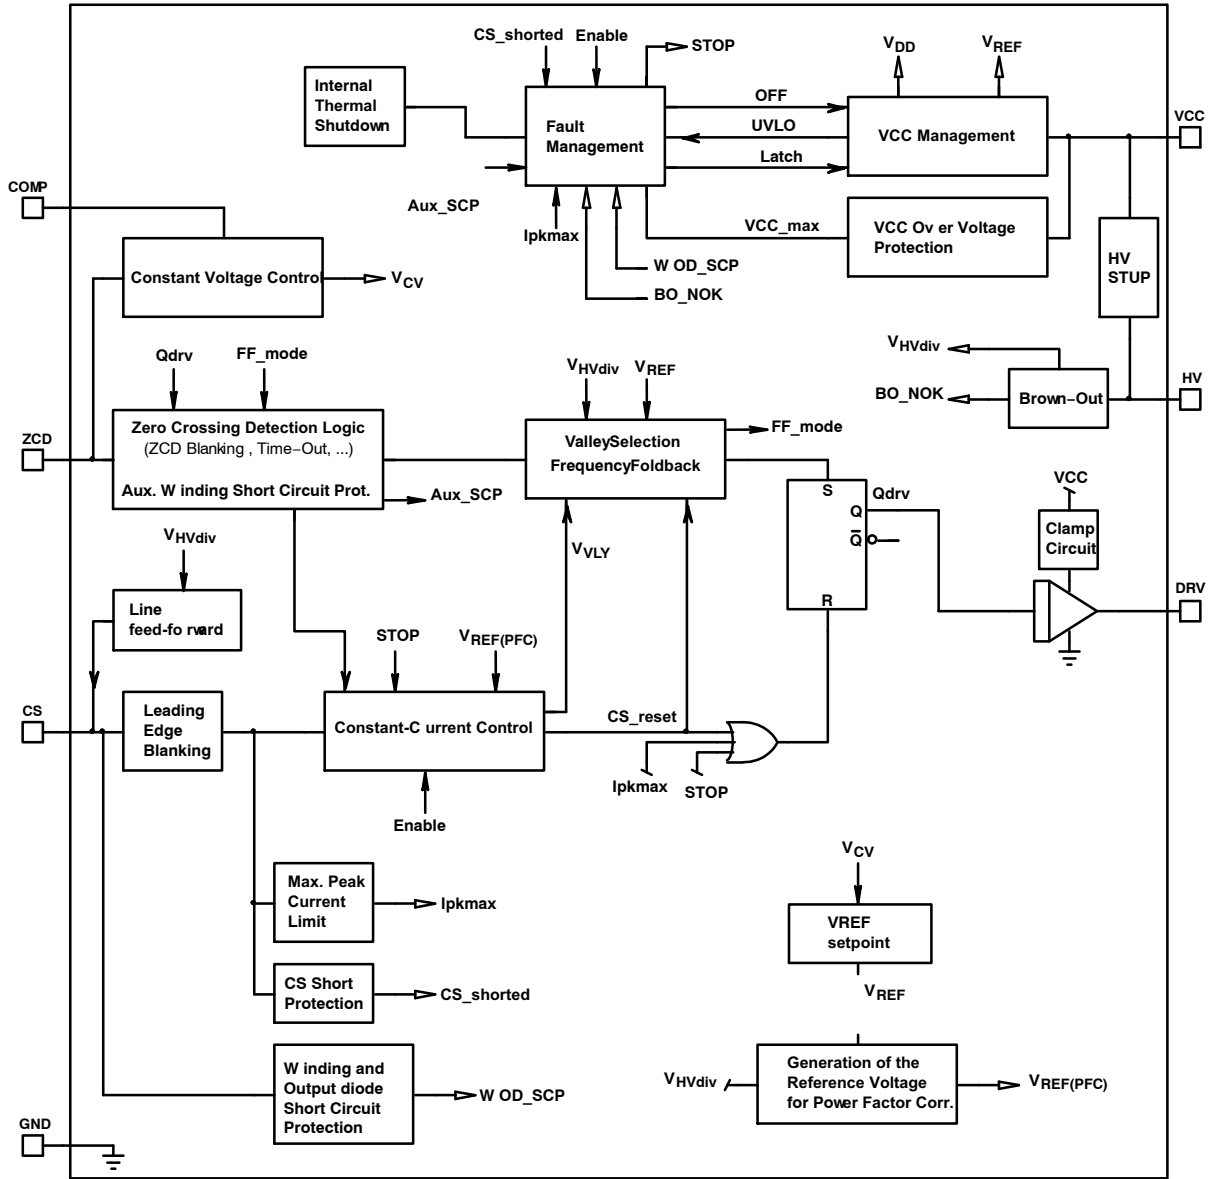 CS_shorted
Enable
STOP
VDD
VREF
Internal
Thermal
Shutdown
Fault
Management
OFF
UVLO
Latch
VCC Management
VCC
COMP
Aux_SCP
Ipkmax
VCC_max
VCC Ov er Voltage
Protection
W OD_SCP
BO_NOK
HV
STUP
Constant Voltage Control
VCV
Qdrv
FF_mode
VHVdiv
VREF
VHVdiv
BO_NOK
Brown−Out
HV
ZCD
Zero Crossing Detection Logic
(ZCD Blanking , Time−Out, ...)
Aux. W inding Short Circuit Prot.
Aux_SCP
ValleySelection
FrequencyFoldback
FF_mode
S
Q
Q
R
Qdrv
VCC
Clamp
Circuit
DRV
VHVdiv
VVLY
Line
feed-fo rward
STOP
VREF(PFC)
CS
Leading
Edge
Blanking
Constant-C urrent Control
CS_reset
Ipkmax
STOP
Enable
Max. Peak
Current
Limit
Ipkmax
CS Short
Protection
CS_shorted
W inding and
Output diode
Short Circuit
Protection
W OD_SCP
VCV
VREF
setpoint
VREF
VHVdiv
Generation of the
Reference Voltage
for Power Factor Corr.
VREF(PFC)
GND